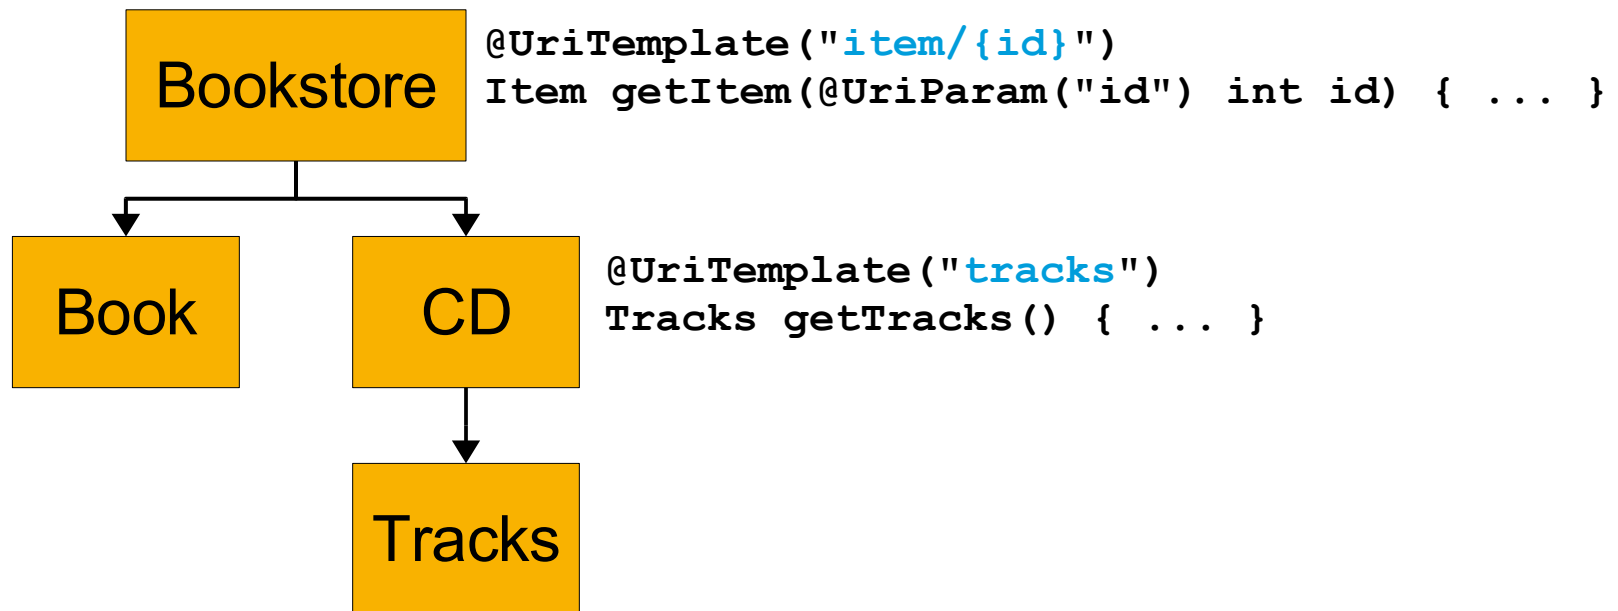 Bookstore
@UriTemplate("item/{id}")
Item getItem(@UriParam("id") int id) { ... }
Book
CD
@UriTemplate("tracks")
Tracks getTracks() { ... }
Tracks